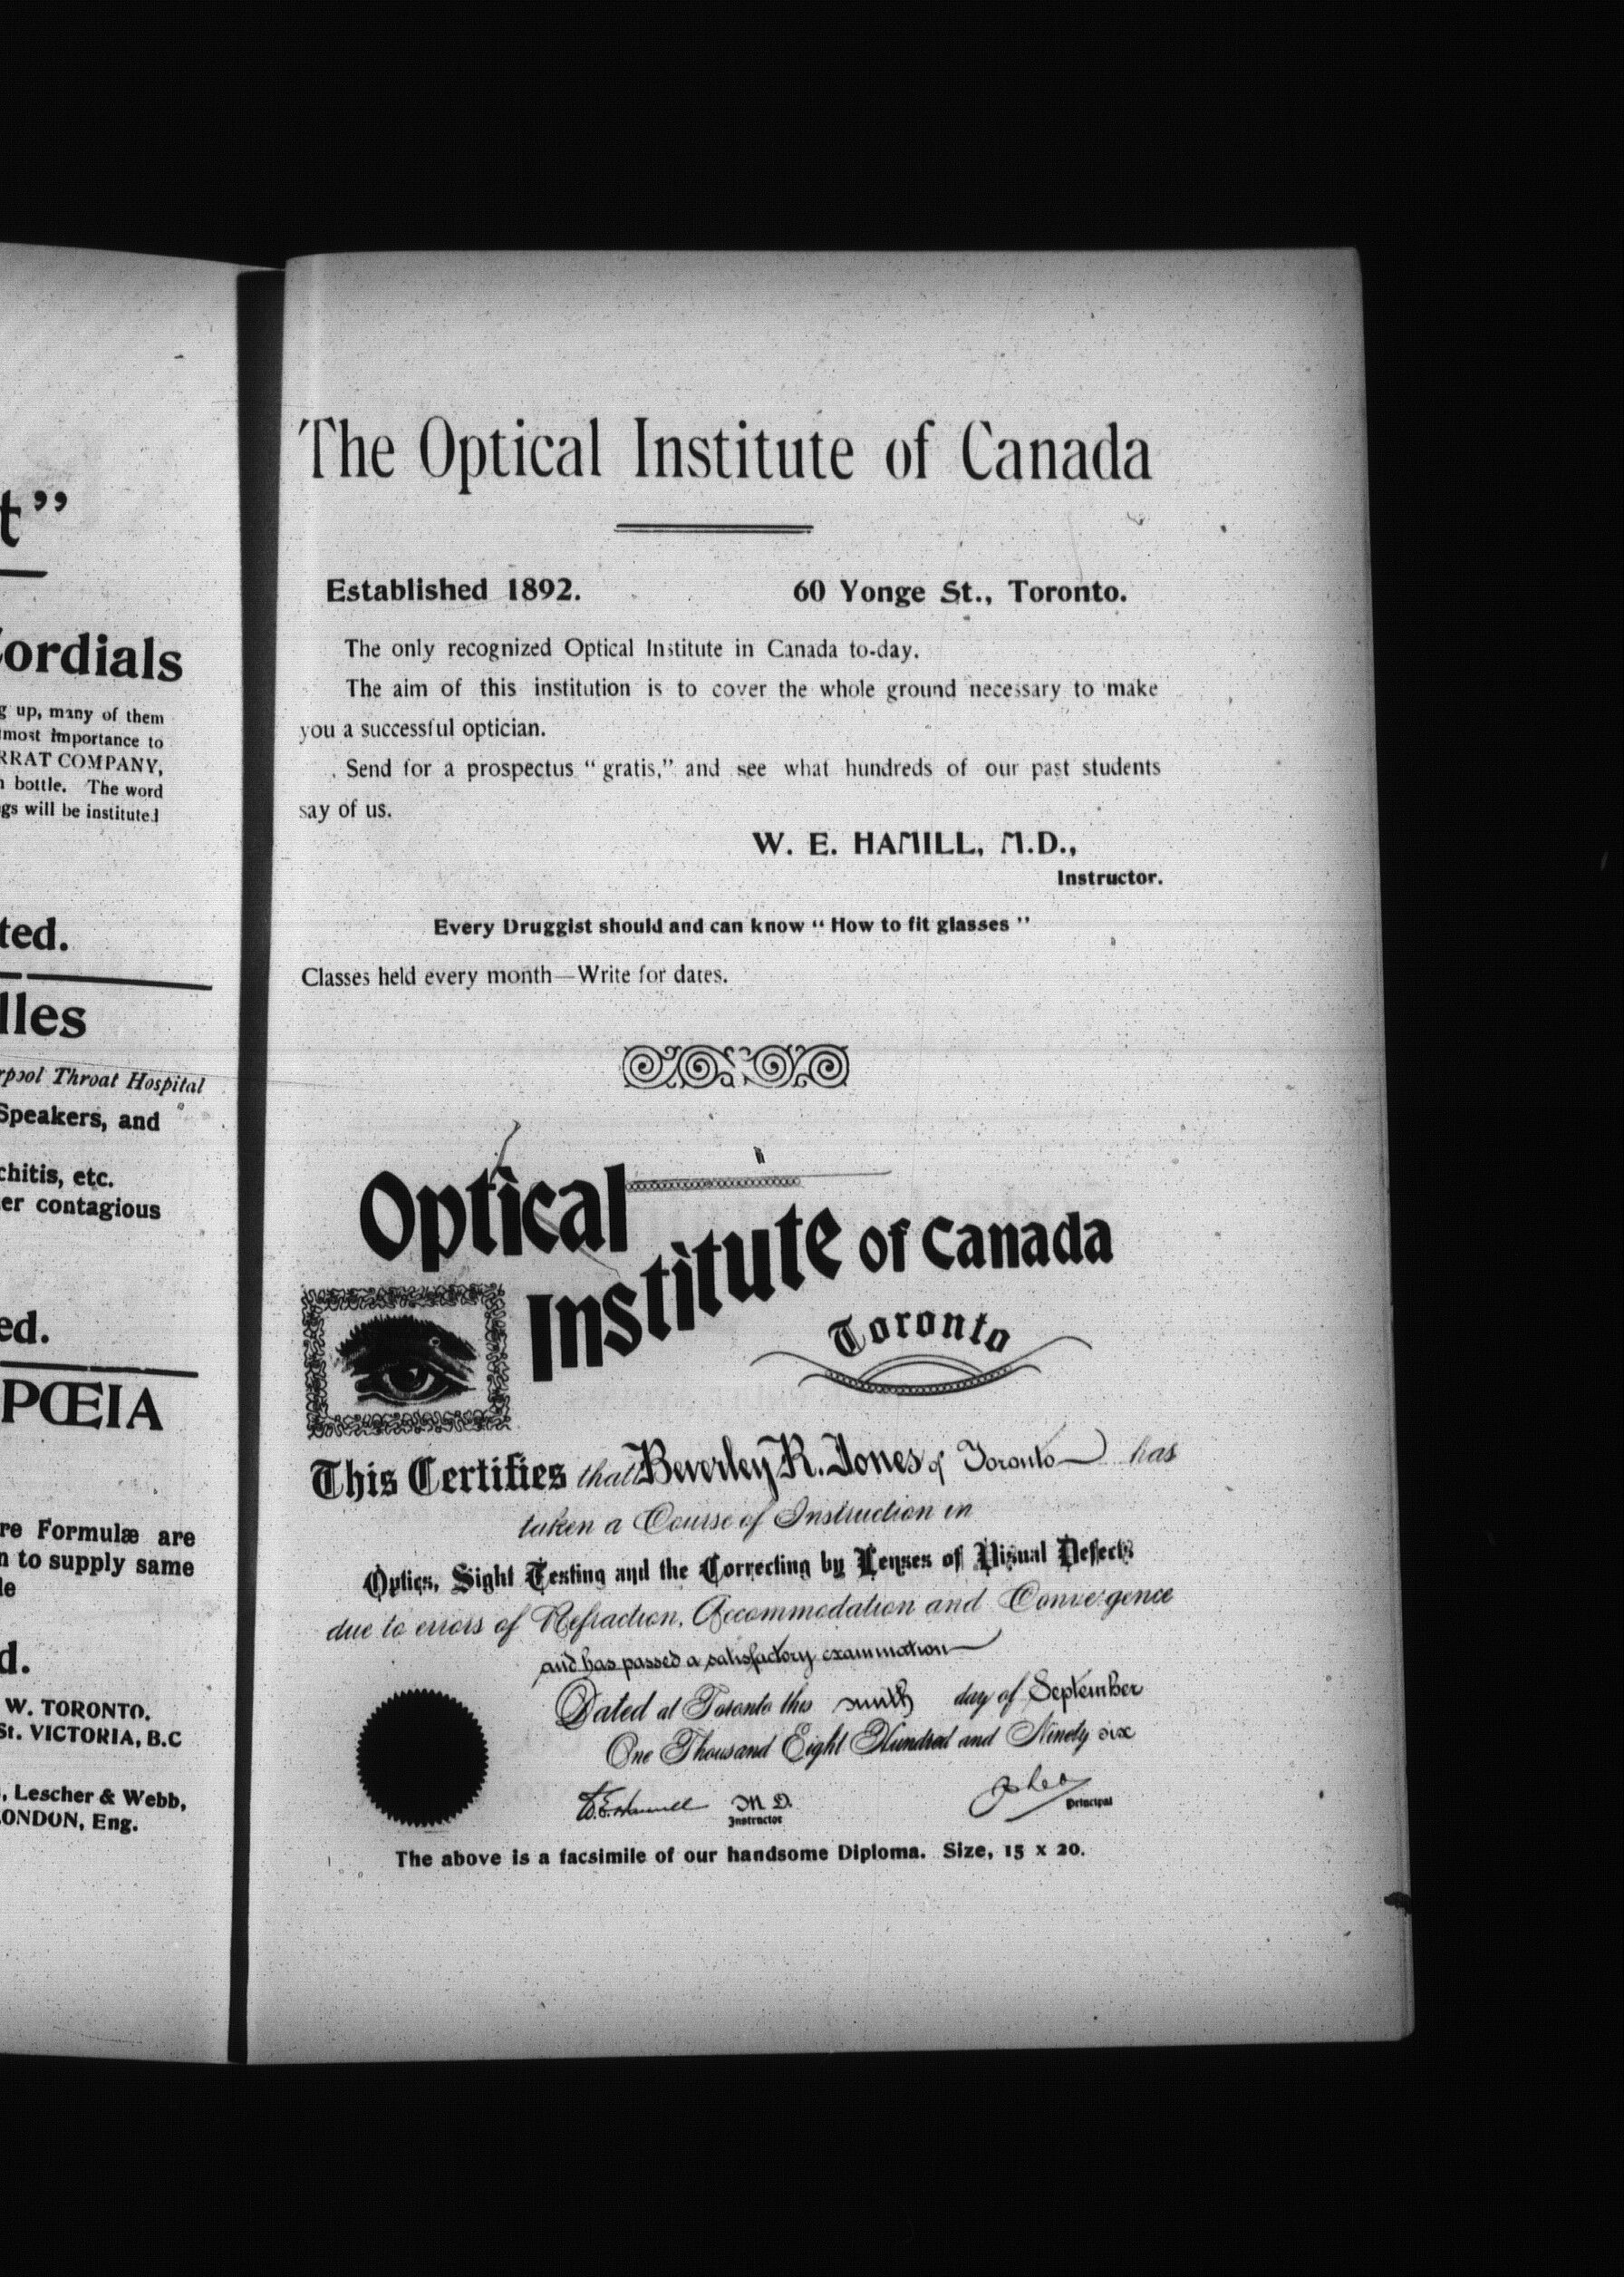 t”
Cordials
g up, many of them
most importance to
RRAT COMPANY,
bottle. The word
gs will be instituted
ted.
lles
rpool Throat Hospital
Speakers, and
chitis, etc.
er contagious
ed.
PŒIA
re Formulæ are
n to supply same
le
d.
W. TORONTO.
St. VICTORIA, B.C
, Lescher & Webb,
LONDON, Eng.
The Optical Institute of Canada
Established 1892. 60 Yonge St., Toronto.
The only recognized Optical Institute in Canada to-day.
The aim of this institution is to cover the whole ground necessary to make
you a successful optician.
Send for a prospectus “gratis,” and see what hundreds of our past students
say of us.
W. E. HAMILL, M.D.,
Instructor.
Every Druggist should and can know “How to fit glasses”
Classes held every month—Write for dates.
Optical
Institute of Canada
Toronto
This Certifies that Beverley R. Jones of Toronto has
taken a Course of Instruction in
Optics, Sight Testing and the Correcting by Lenses of Visual Defects
due to errors of Refraction, Accommodation and Convergence
and has passed a satisfactory examination
Dated at Toronto this day of September
One Thousand Eight Hundred and Ninety six
W.E. Hamill M D.
Instructor
Principal
The above is a facsimile of our handsome Diploma. Size, 15 x 20.